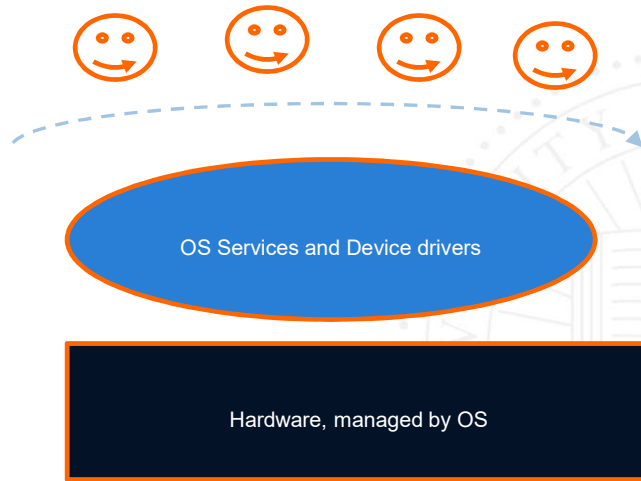 OS Services and Device drivers
Hardware, managed by OS